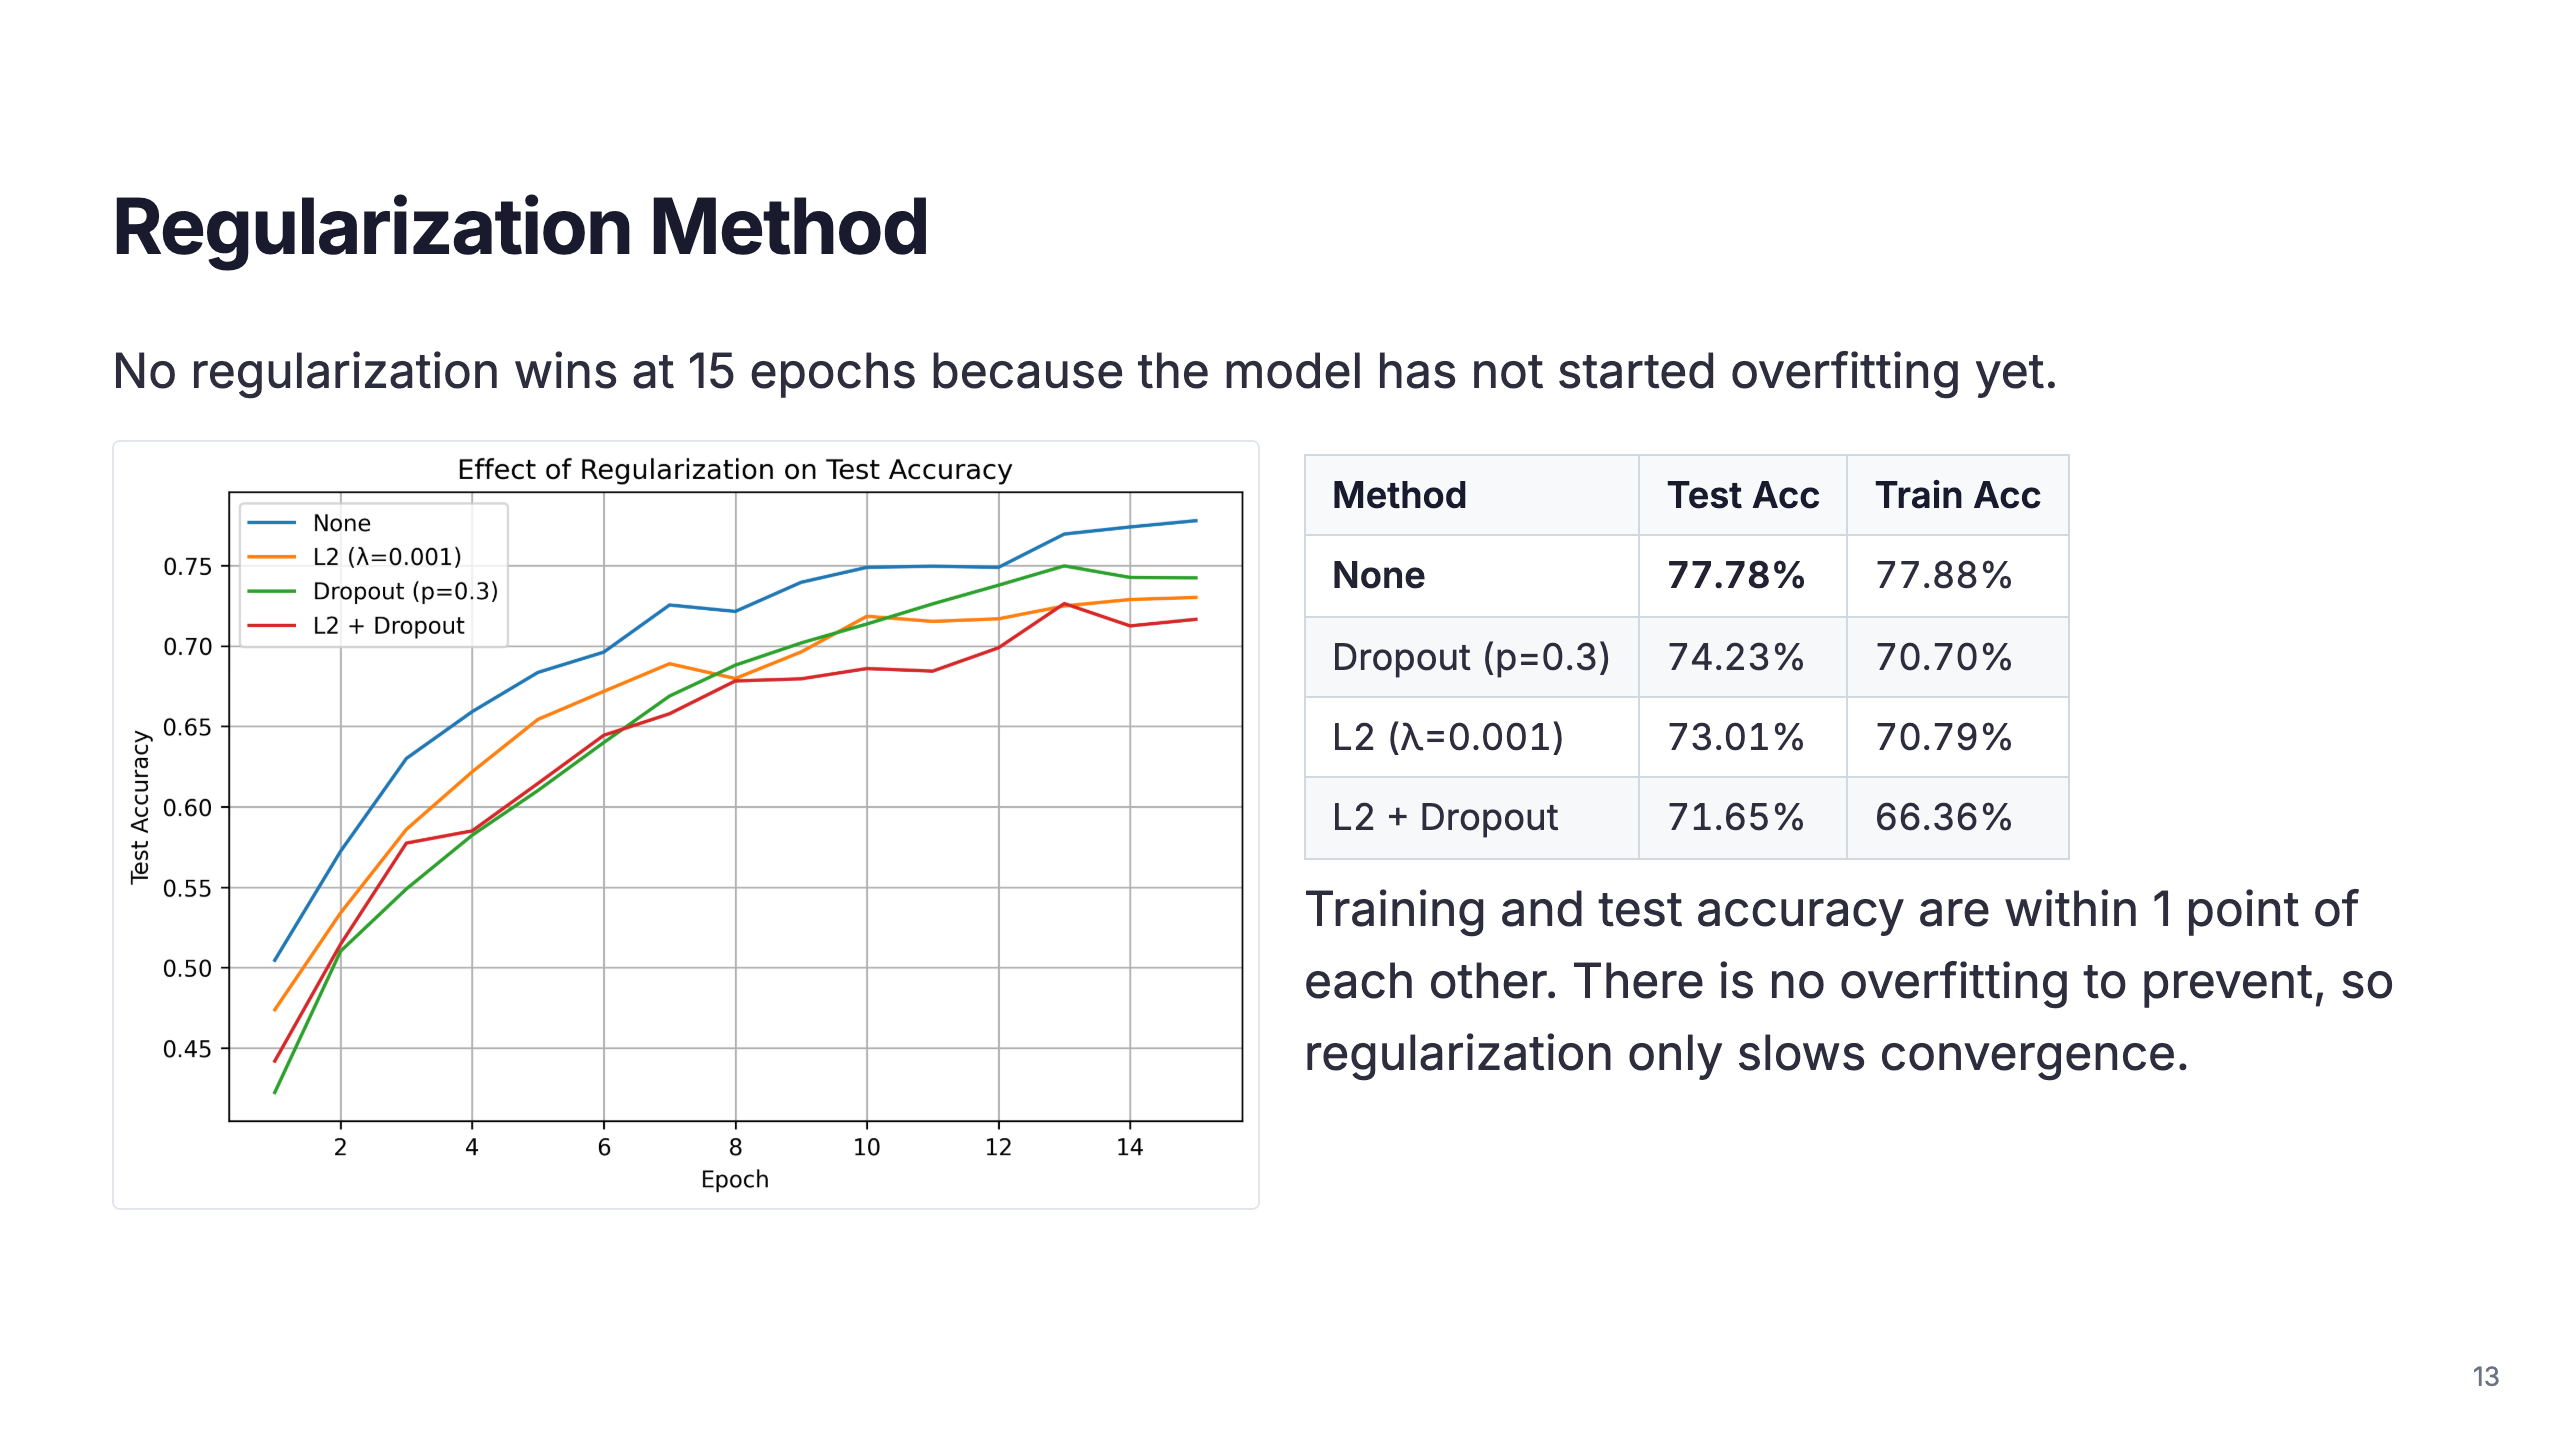 Regularization Method
No regularization wins at 15 epochs because the model has not started overfitting yet.
Effect of Regularization on Test Accuracy
None
L2 (λ=0.001)
Dropout (p=0.3)
L2 + Dropout
0.75
0.70
0.65
0.60
0.55
0.50
0.45
Test Accuracy
2 4 6 8 10 12 14
Epoch
Method Test Acc Train Acc
None 77.78% 77.88%
Dropout (p=0.3) 74.23% 70.70%
L2 (λ=0.001) 73.01% 70.79%
L2 + Dropout 71.65% 66.36%
Training and test accuracy are within 1 point of
each other. There is no overfitting to prevent, so
regularization only slows convergence.
13